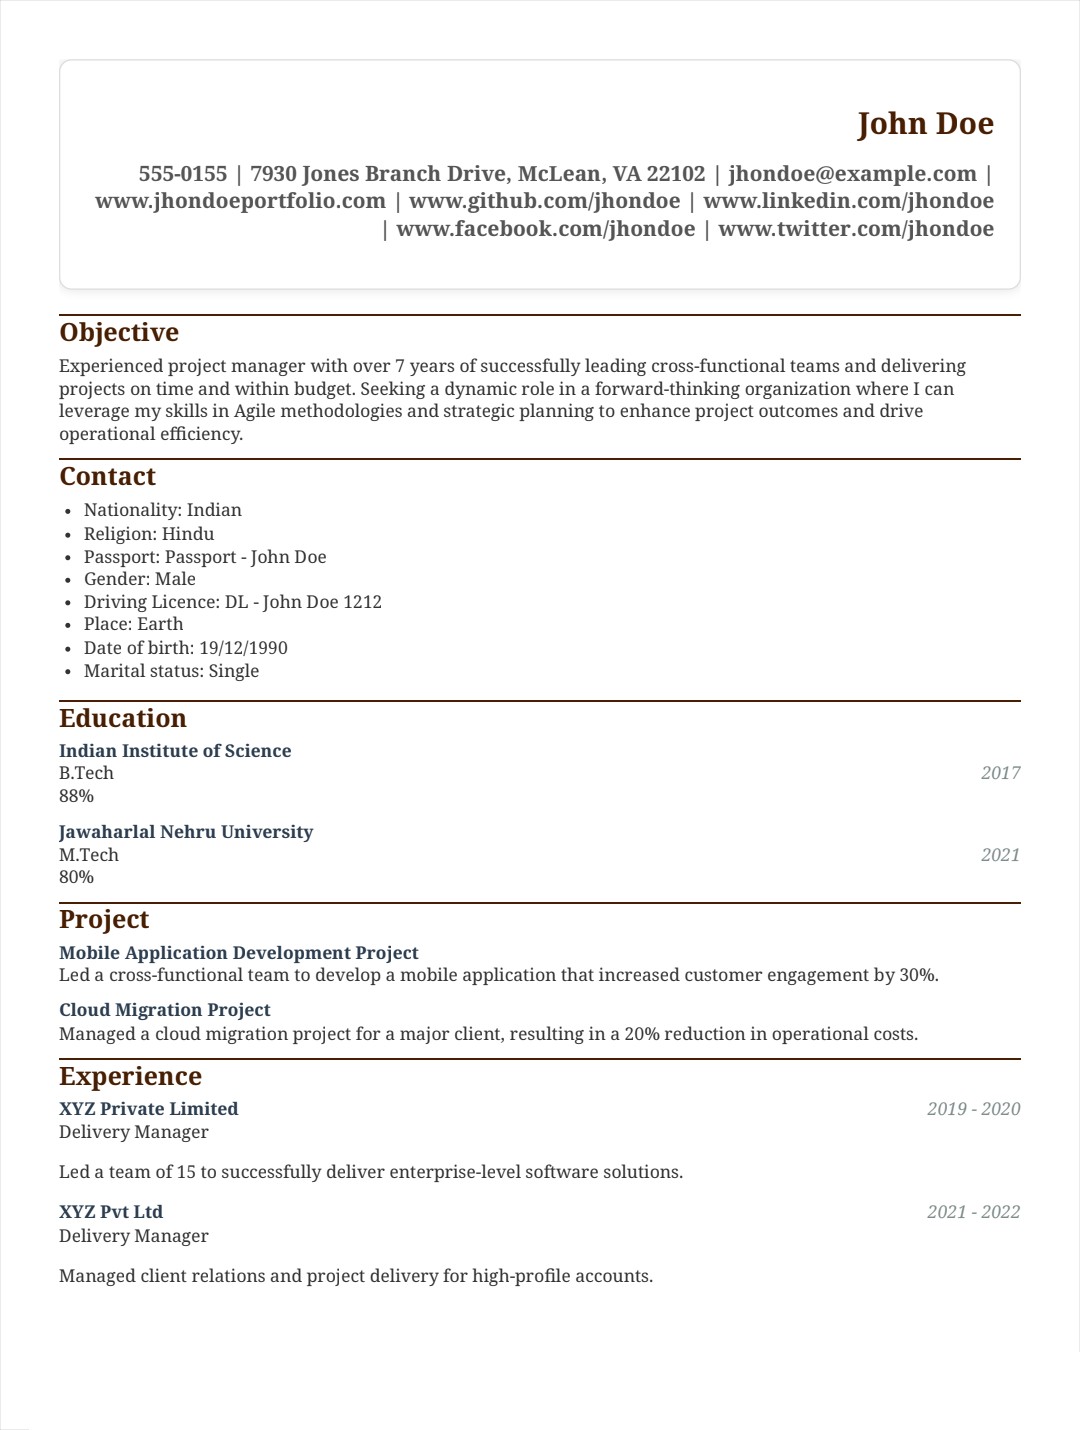 John Doe
555-0155 | 7930 Jones Branch Drive, McLean, VA 22102 | jhondoe@example.com |
www.jhondoeportfolio.com | www.github.com/jhondoe | www.linkedin.com/jhondoe
| www.facebook.com/jhondoe | www.twitter.com/jhondoe
Objective
Experienced project manager with over 7 years of successfully leading cross-functional teams and delivering
projects on time and within budget. Seeking a dynamic role in a forward-thinking organization where I can
leverage my skills in Agile methodologies and strategic planning to enhance project outcomes and drive
operational efficiency.
Contact
• Nationality: Indian
• Religion: Hindu
• Passport: Passport - John Doe
• Gender: Male
• Driving Licence: DL - John Doe 1212
• Place: Earth
• Date of birth: 19/12/1990
• Marital status: Single
Education
Indian Institute of Science
B.Tech 2017
88%
Jawaharlal Nehru University
M.Tech 2021
80%
Project
Mobile Application Development Project
Led a cross-functional team to develop a mobile application that increased customer engagement by 30%.
Cloud Migration Project
Managed a cloud migration project for a major client, resulting in a 20% reduction in operational costs.
Experience
XYZ Private Limited 2019 - 2020
Delivery Manager
Led a team of 15 to successfully deliver enterprise-level software solutions.
XYZ Pvt Ltd 2021 - 2022
Delivery Manager
Managed client relations and project delivery for high-profile accounts.